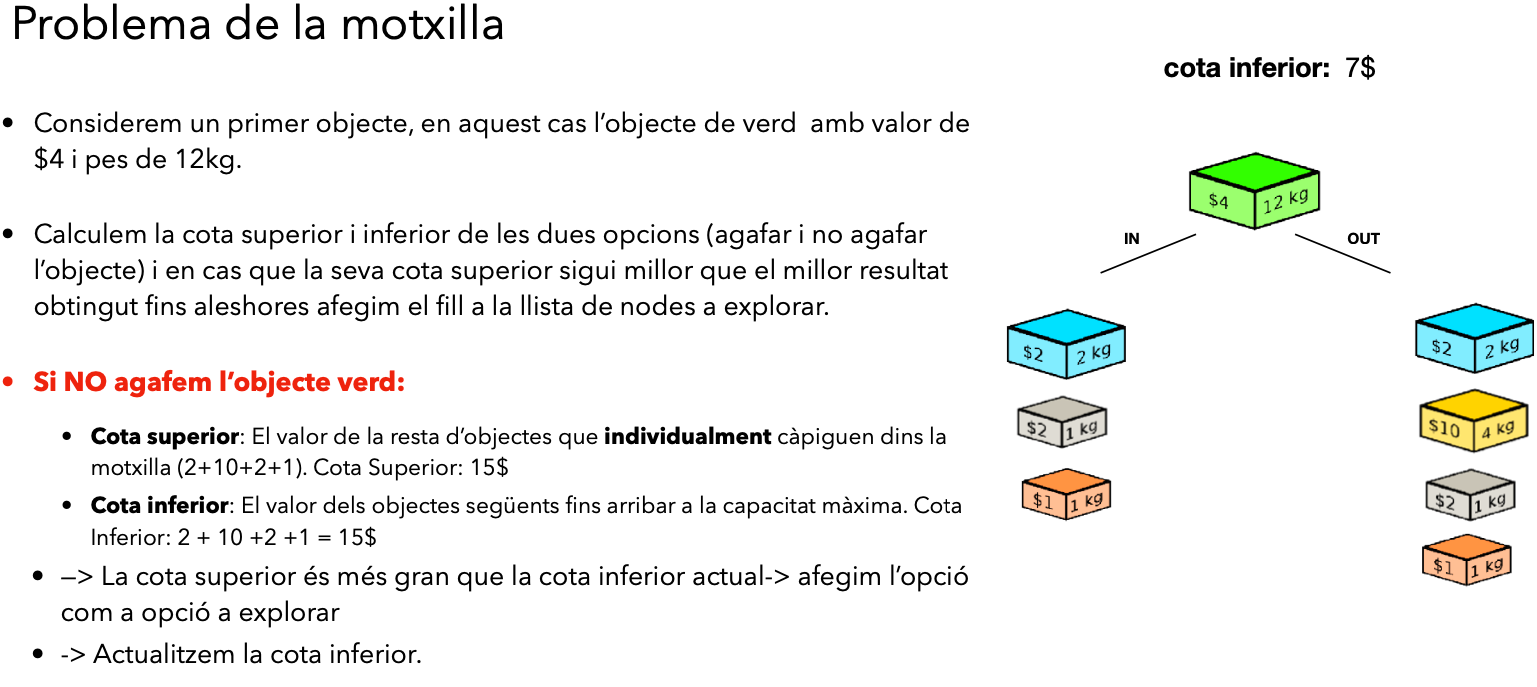 Problema de la motxilla
cota inferior: 7$
• Considerem un primer objecte, en aquest cas l'objecte de verd amb valor de
$4 i pes de 12kg.
• Calculem la cota superior i inferior de les dues opcions (agafar i no agafar
l'objecte) i en cas que la seva cota superior sigui millor que el millor resultat
obtingut fins aleshores afegim el fill a la llista de nodes a explorar.
• Si NO agafem l'objecte verd:
• Cota superior: El valor de la resta d'objectes que individualment càpiguen dins la
motxilla (2+10+2+1). Cota Superior: 15$
• Cota inferior: El valor dels objectes següents fins arribar a la capacitat màxima. Cota
Inferior: 2 + 10 +2 +1 = 15$
• —> La cota superior és més gran que la cota inferior actual-> afegim l'opció
com a opció a explorar
• -> Actualitzem la cota inferior.
$4 12 kg
IN
OUT
$2 2 kg
$2 1 kg
$1 1 kg
$2 2 kg
$10 4 kg
$2 1 kg
$1 1 kg